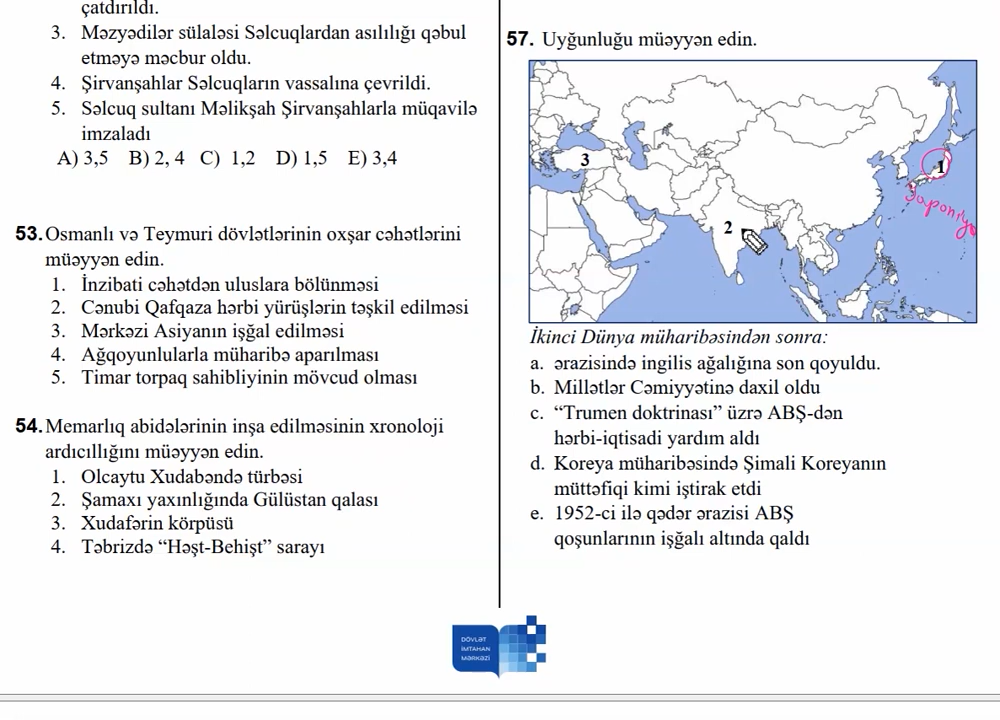 çatdırıldı.
3. Məzyədilər sülaləsi Səlcuqlardan asılılığı qəbul
etməyə məcbur oldu.
4. Şirvanşahlar Səlcuqların vassalına çevrildi.
5. Səlcuq sultanı Məlikşah Şirvanşahlarla müqavilə
imzaladı
A) 3,5 B) 2, 4 C) 1,2 D) 1,5 E) 3,4
53. Osmanlı və Teymuri dövlətlərinin oxşar cəhətlərini
müəyyən edin.
1. İnzibati cəhətdən uluslara bölünməsi
2. Cənubi Qafqaza hərbi yürüşlərin təşkil edilməsi
3. Mərkəzi Asiyanın işğal edilməsi
4. Ağqoyunlularla müharibə aparılması
5. Timar torpaq sahibliyinin mövcud olması
54. Memarlıq abidələrinin inşa edilməsinin xronoloji
ardıcıllığını müəyyən edin.
1. Olcaytu Xudabəndə türbəsi
2. Şamaxı yaxınlığında Gülüstan qalası
3. Xudafərin körpüsü
4. Təbrizdə “Həşt-Behişt” sarayı
57. Uyğunluğu müəyyən edin.
3
1
Yaponiya
2
İkinci Dünya müharibəsindən sonra:
a. ərazisində ingilis ağalığına son qoyuldu.
b. Millətlər Cəmiyyətinə daxil oldu
c. “Trumen doktrinası” üzrə ABŞ-dən
hərbi-iqtisadi yardım aldı
d. Koreya müharibəsində Şimali Koreyanın
müttəfiqi kimi iştirak etdi
e. 1952-ci ilə qədər ərazisi ABŞ
qoşunlarının işğalı altında qaldı
DÖVLƏT
İMTAHAN
MƏRKƏZİ